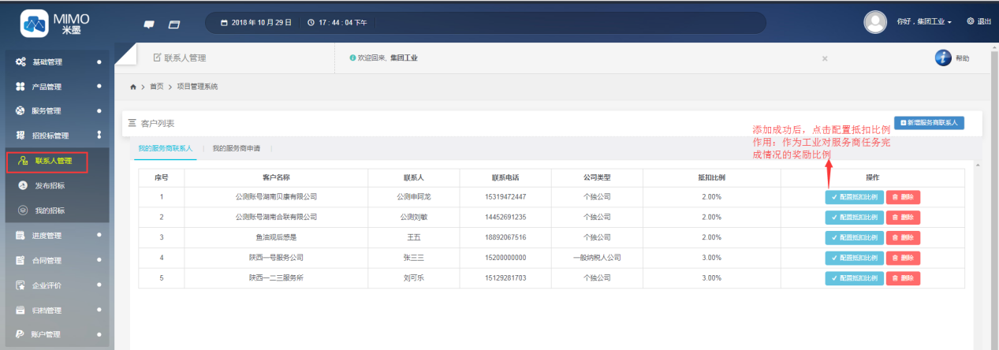 MIMO
米墨
2018 年 10 月 29 日
17 : 44 : 04 下午
你好，集团工业
退出
基础管理
产品管理
服务管理
招投标管理
联系人管理
发布招标
我的招标
进度管理
合同管理
企业评价
归档管理
账户管理
联系人管理
欢迎回来, 集团工业
×
帮助
首页 > 项目管理系统
客户列表
新增服务商联系人
添加成功后，点击配置抵扣比例
作用：作为工业对服务商任务完
成情况的奖励比例
我的服务商联系人 | 我的服务商申请 |
序号 客户名称 联系人 联系电话 公司类型 抵扣比例 操作
1 公测账号湖南贝康有限公司 公测申阿龙 15319472447 个独公司 2.00% 配置抵扣比例 删除
2 公测账号湖南合联有限公司 公测刘敏 14452691235 个独公司 2.00% 配置抵扣比例 删除
3 鱼油观后感是 王五 18892067516 个独公司 2.00% 配置抵扣比例 删除
4 陕西一号服务公司 张三三 15200000000 一般纳税人公司 3.00% 配置抵扣比例 删除
5 陕西一二三服务所 刘可乐 15129281703 个独公司 3.00% 配置抵扣比例 删除